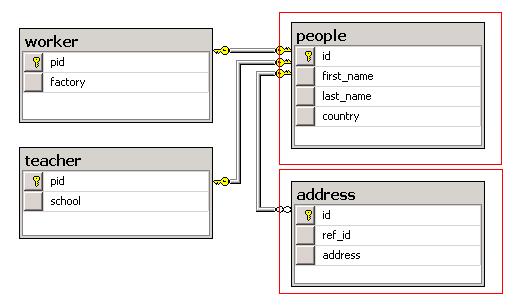 worker
pid
factory
teacher
pid
school
people
id
first_name
last_name
country
address
id
ref_id
address